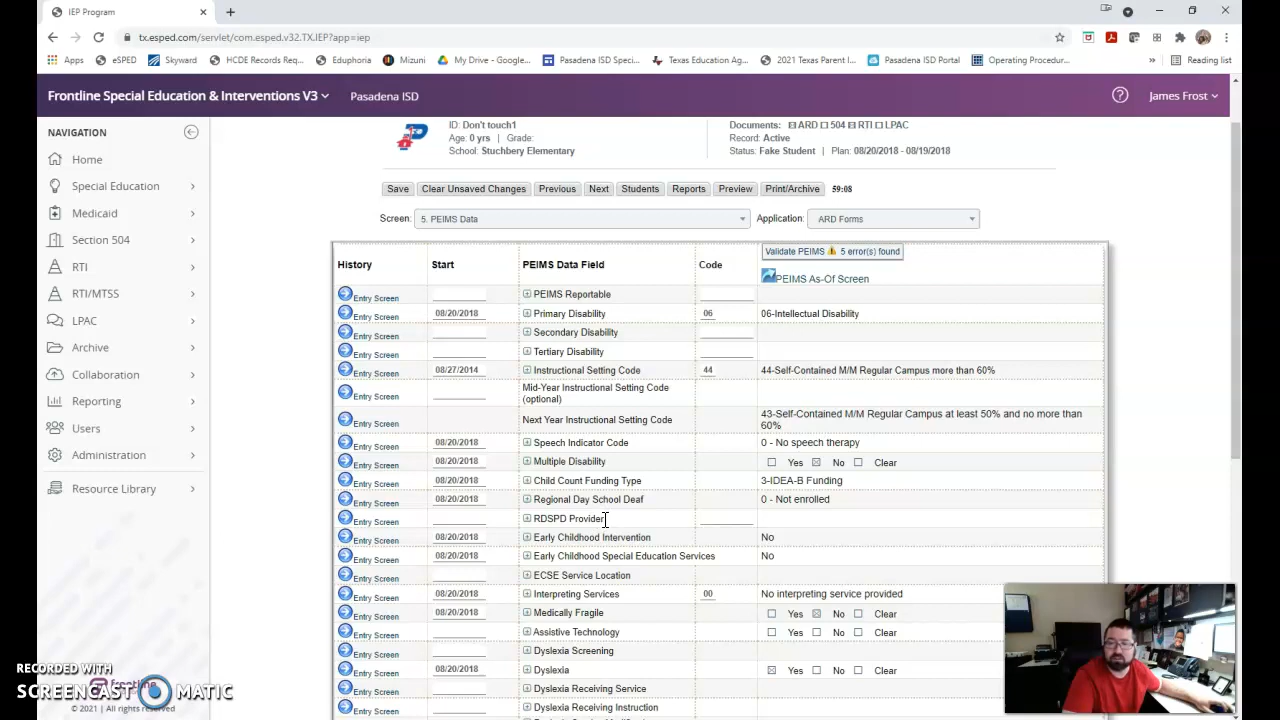 IEP Program
tx.esped.com/servlet/com.esped.v32.TX.IEP?app=iep
Apps eSPED Skyward HCDE Records Req... Eduphoria Mizuni My Drive - Google... Pasadena ISD Speci... Texas Education Ag... 2021 Texas Parent I... Pasadena ISD Portal Operating Procedur... » Reading list
Frontline Special Education & Interventions V3 Pasadena ISD James Frost
NAVIGATION
Home
Special Education
Medicaid
Section 504
RTI
RTI/MTSS
LPAC
Archive
Collaboration
Reporting
Users
Administration
Resource Library
ID: Don't touch1
Age: 0 yrs | Grade:
School: Stuchbery Elementary
Documents: ARD 504 RTI LPAC
Record: Active
Status: Fake Student | Plan: 08/20/2018 - 08/19/2018
Save Clear Unsaved Changes Previous Next Students Reports Preview Print/Archive 59:08
Screen: 5. PEIMS Data Application: ARD Forms
Validate PEIMS 5 error(s) found
History Start PEIMS Data Field Code
PEIMS As-Of Screen
Entry Screen PEIMS Reportable
Entry Screen 08/20/2018 Primary Disability 06 06-Intellectual Disability
Entry Screen Secondary Disability
Entry Screen Tertiary Disability
Entry Screen 08/27/2014 Instructional Setting Code 44 44-Self-Contained M/M Regular Campus more than 60%
Entry Screen Mid-Year Instructional Setting Code
(optional)
Entry Screen Next Year Instructional Setting Code 43-Self-Contained M/M Regular Campus at least 50% and no more than
60%
Entry Screen 08/20/2018 Speech Indicator Code 0 - No speech therapy
Entry Screen 08/20/2018 Multiple Disability Yes No Clear
Entry Screen 08/20/2018 Child Count Funding Type 3-IDEA-B Funding
Entry Screen 08/20/2018 Regional Day School Deaf 0 - Not enrolled
Entry Screen RDSPD Provider
Entry Screen 08/20/2018 Early Childhood Intervention No
Entry Screen 08/20/2018 Early Childhood Special Education Services No
Entry Screen ECSE Service Location
Entry Screen 08/20/2018 Interpreting Services 00 No interpreting service provided
Entry Screen 08/20/2018 Medically Fragile Yes No Clear
Entry Screen Assistive Technology Yes No Clear
Entry Screen Dyslexia Screening
Entry Screen 08/20/2018 Dyslexia Yes No Clear
Entry Screen Dyslexia Receiving Service
Entry Screen Dyslexia Receiving Instruction
RECORDED WITH
SCREENCAST MATIC
© 2021 | All rights reserved